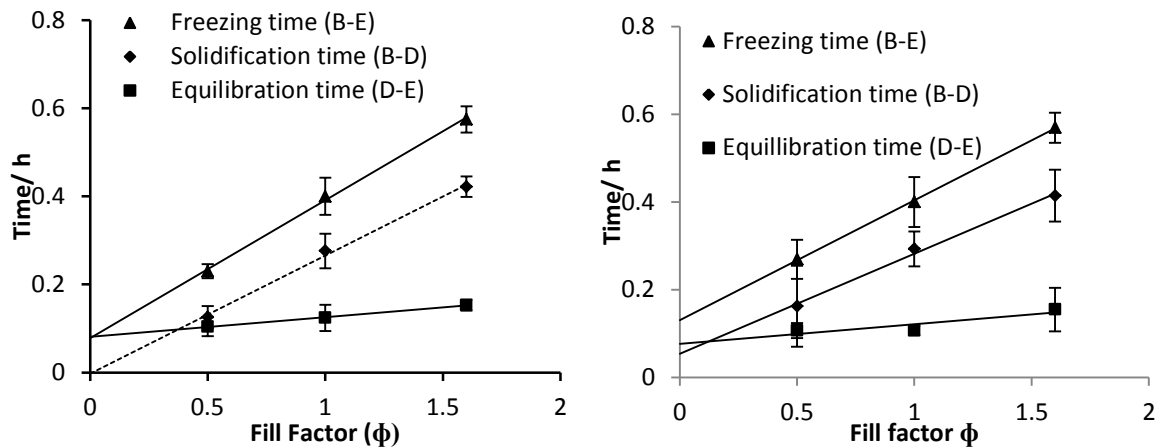 0.8
0.6
0.4
0.2
0
Time/ h
Freezing time (B-E)
Solidification time (B-D)
Equilibration time (D-E)
0
0.5
1
1.5
2
Fill Factor (ϕ)
0.8
0.6
0.4
0.2
0
Time/ h
Freezing time (B-E)
Solidification time (B-D)
Equillibration time (D-E)
0
0.5
1
1.5
2
Fill factor ϕ